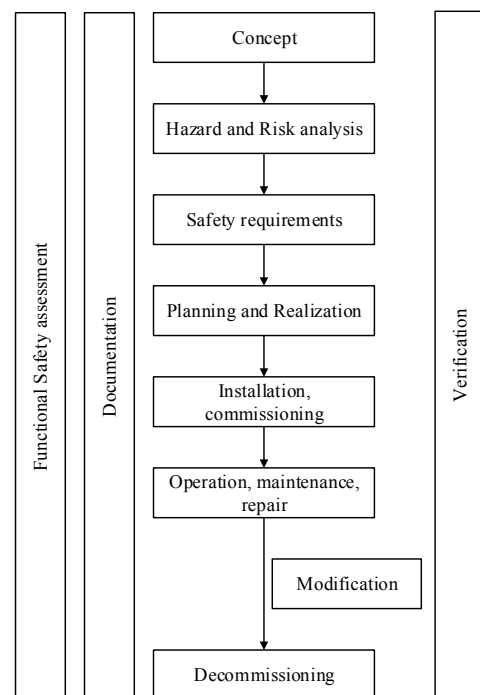 Functional Safety assessment
Documentation
Concept
Hazard and Risk analysis
Safety requirements
Planning and Realization
Installation,
commissioning
Operation, maintenance,
repair
Modification
Decommissioning
Verification